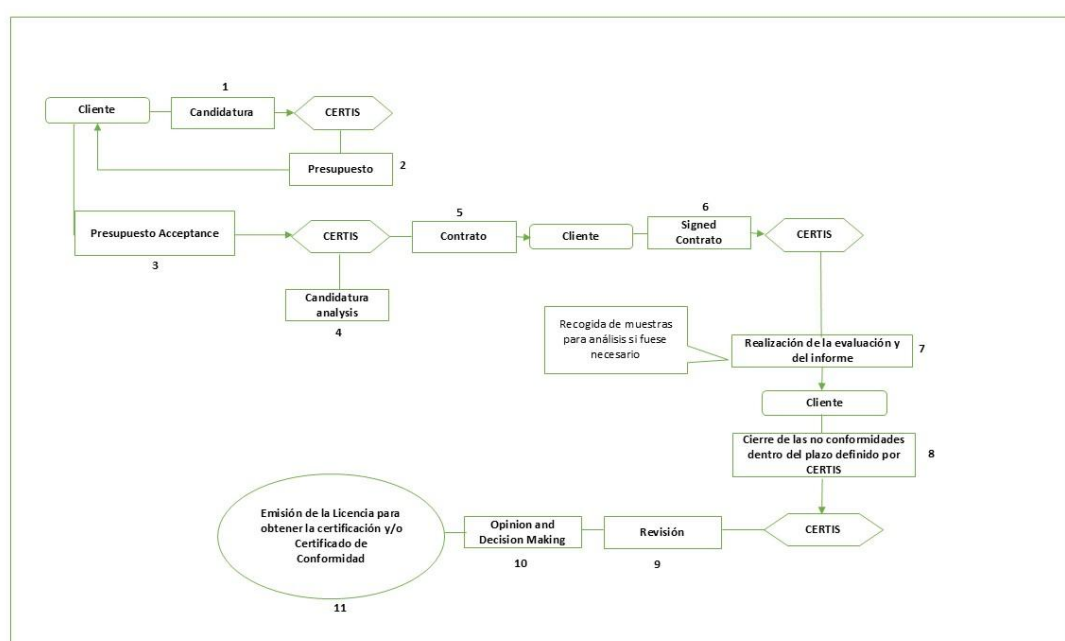 1
Cliente
Candidatura
CERTIS
Presupuesto
2
Presupuesto Acceptance
3
CERTIS
Candidatura
analysis
4
5
Contrato
Cliente
6
Signed
Contrato
CERTIS
Recogida de muestras
para análisis si fuese
necesario
Realización de la evaluación y
del informe
7
Cliente
Cierre de las no conformidades
dentro del plazo definido por
CERTIS
8
CERTIS
Revisión
9
Opinion and
Decision Making
10
Emisión de la Licencia para
obtener la certificación y/o
Certificado de
Conformidad
11